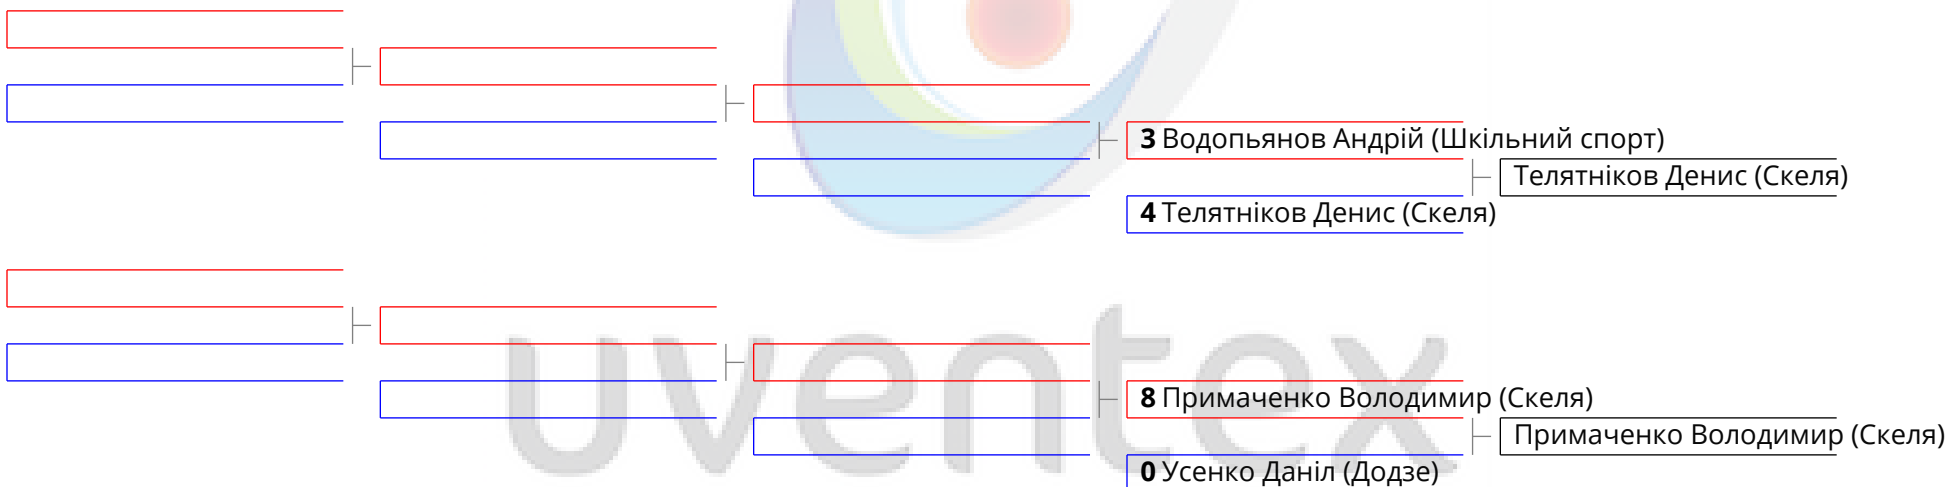 3 Водопьянов Андрій (Шкільний спорт)
Телятніков Денис (Скеля)
4 Телятніков Денис (Скеля)
uventex
8 Примаченко Володимир (Скеля)
Примаченко Володимир (Скеля)
0 Усенко Даніл (Додзе)